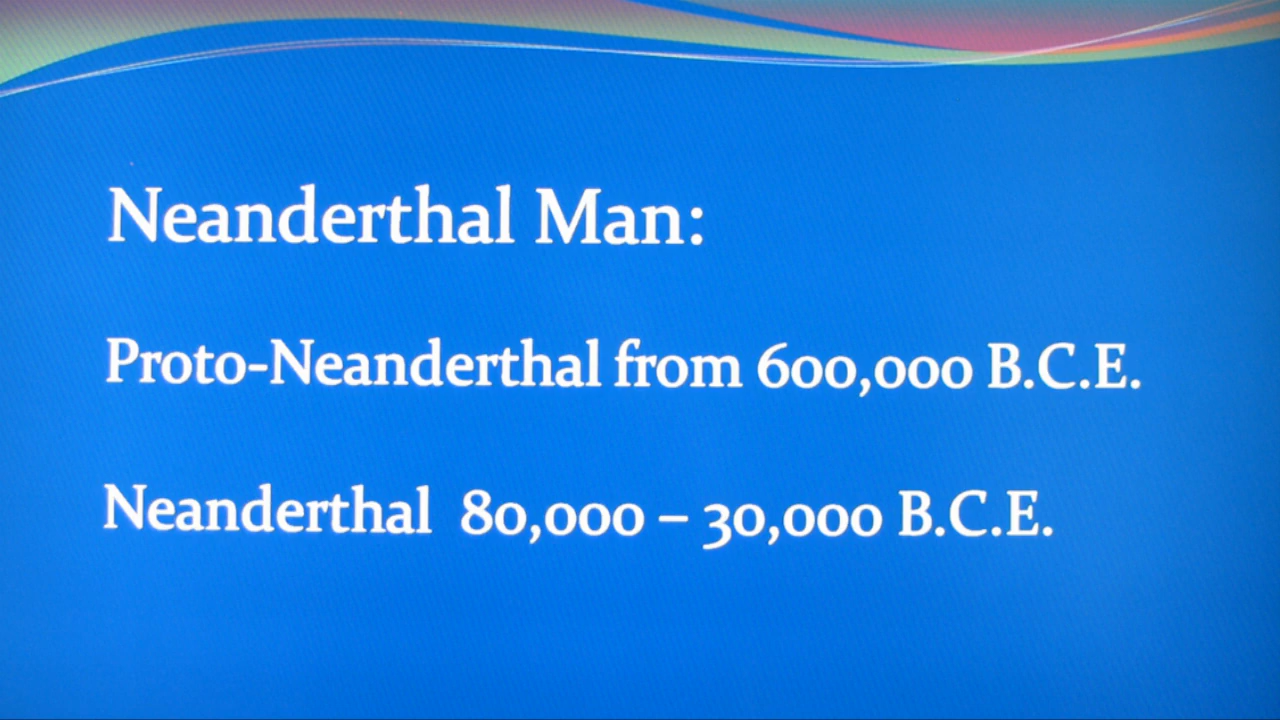 Neanderthal Man:
Proto-Neanderthal from 600,000 B.C.E.
Neanderthal  80,000 – 30,000 B.C.E.